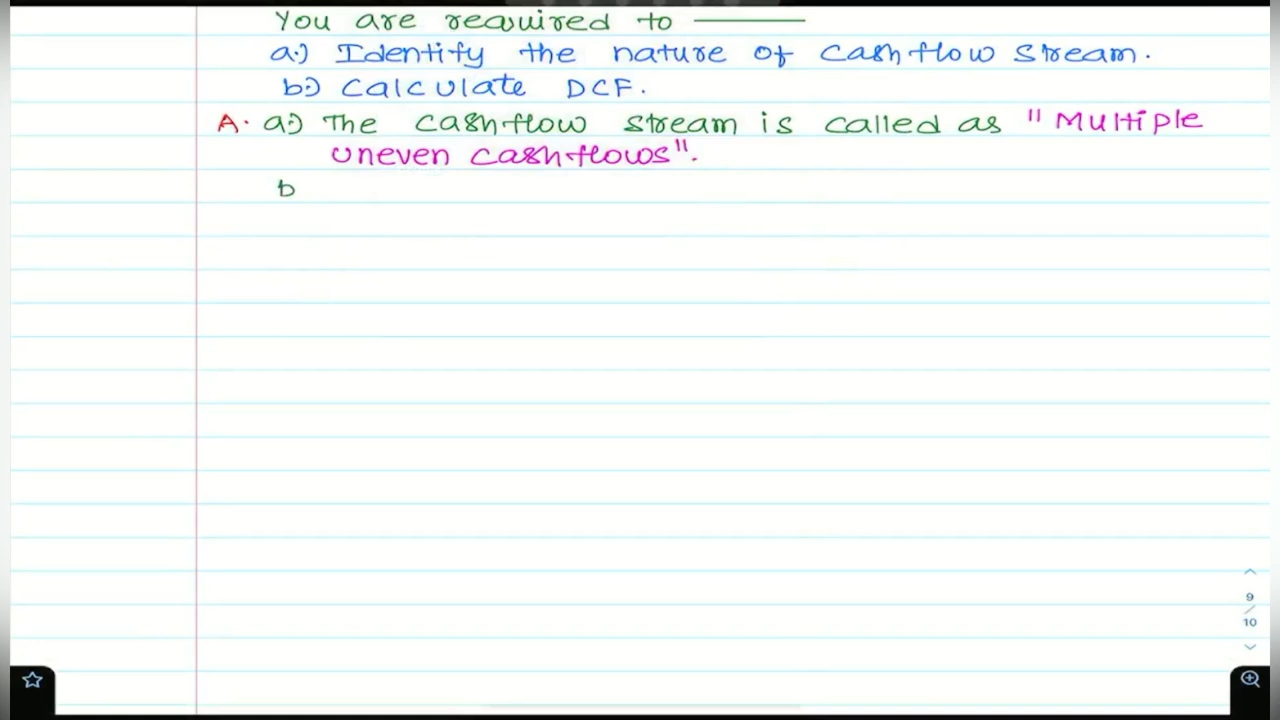 You are required to ———
a:) Identify the nature of cashflow stream.
b:) Calculate DCF.
A. a:) The cashflow stream is called as "Multiple
uneven cashflows".
b
9
/
10